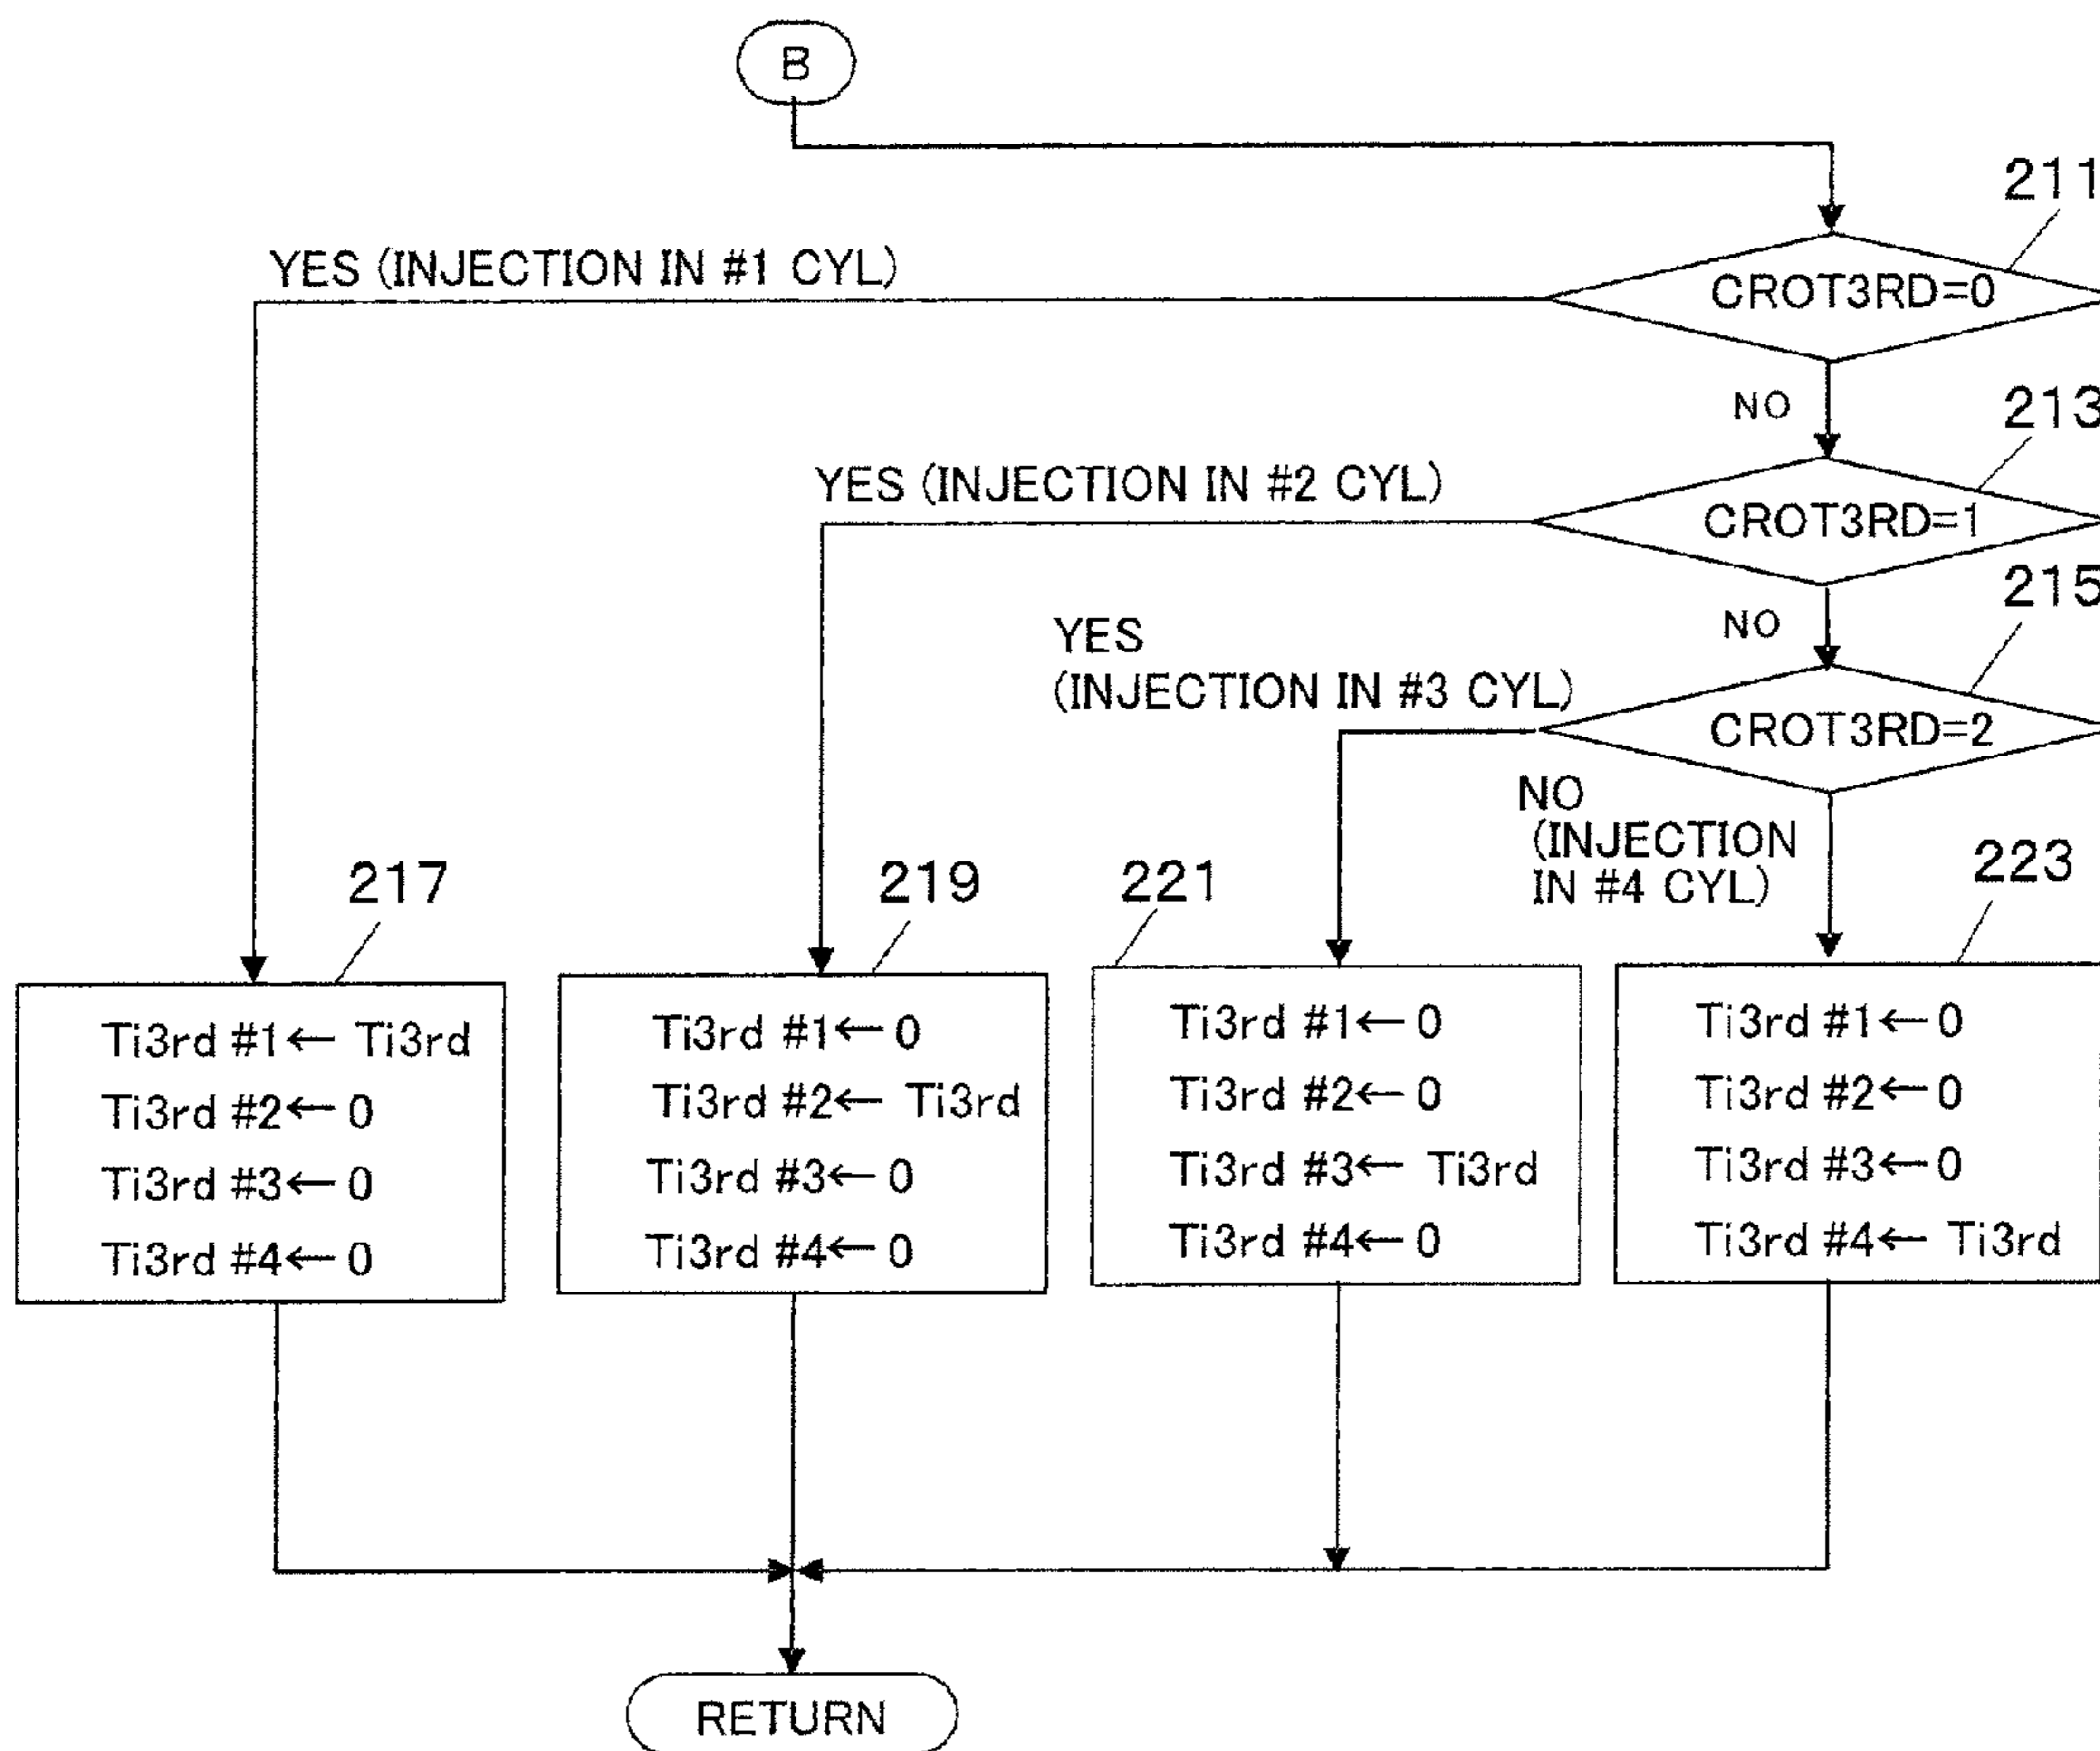 B
211
YES (INJECTION IN #1 CYL)
CROT3RD=0
NO
213
YES (INJECTION IN #2 CYL)
CROT3RD=1
NO
215
YES
(INJECTION IN #3 CYL)
CROT3RD=2
NO
(INJECTION
IN #4 CYL)
217
Ti3rd #1← Ti3rd
Ti3rd #2← 0
Ti3rd #3← 0
Ti3rd #4← 0
219
Ti3rd #1← 0
Ti3rd #2← Ti3rd
Ti3rd #3← 0
Ti3rd #4← 0
221
Ti3rd #1← 0
Ti3rd #2← 0
Ti3rd #3← Ti3rd
Ti3rd #4← 0
223
Ti3rd #1← 0
Ti3rd #2← 0
Ti3rd #3← 0
Ti3rd #4← Ti3rd
RETURN